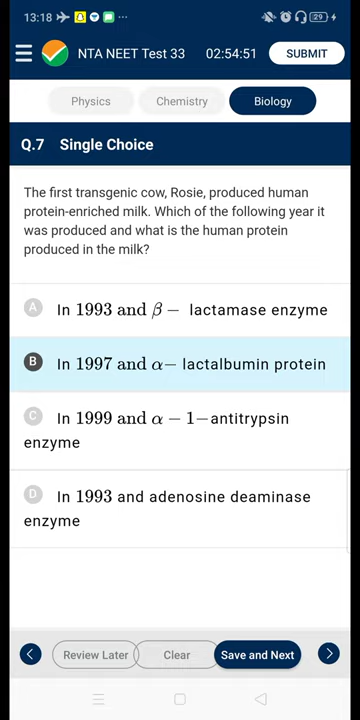 13:18
29
NTA NEET Test 33 02:54:51 SUBMIT
Physics Chemistry Biology
Q.7 Single Choice
The first transgenic cow, Rosie, produced human
protein-enriched milk. Which of the following year it
was produced and what is the human protein
produced in the milk?
A In 1993 and β − lactamase enzyme
B In 1997 and α− lactalbumin protein
C In 1999 and α − 1−antitrypsin
enzyme
D In 1993 and adenosine deaminase
enzyme
Review Later Clear Save and Next